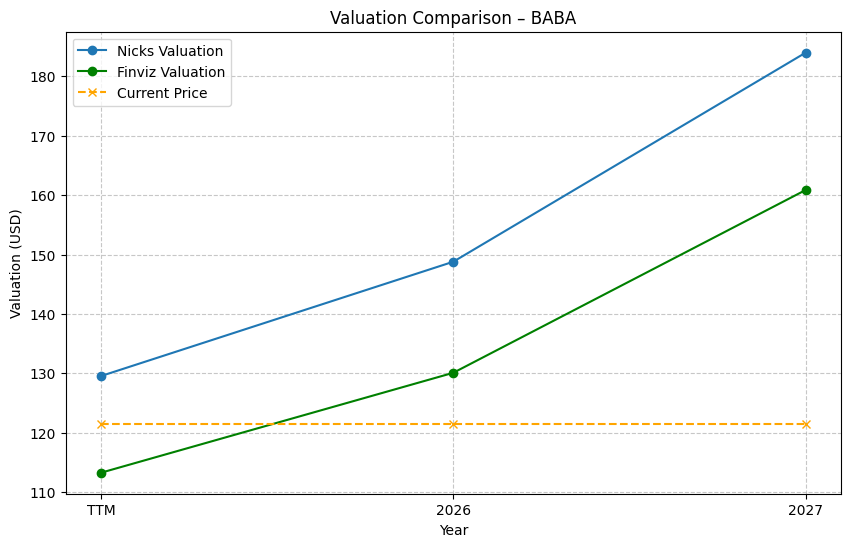 Valuation Comparison – BABA
Nicks Valuation
Finviz Valuation
Current Price
Valuation (USD)
180
170
160
150
140
130
120
110
TTM
2026
2027
Year